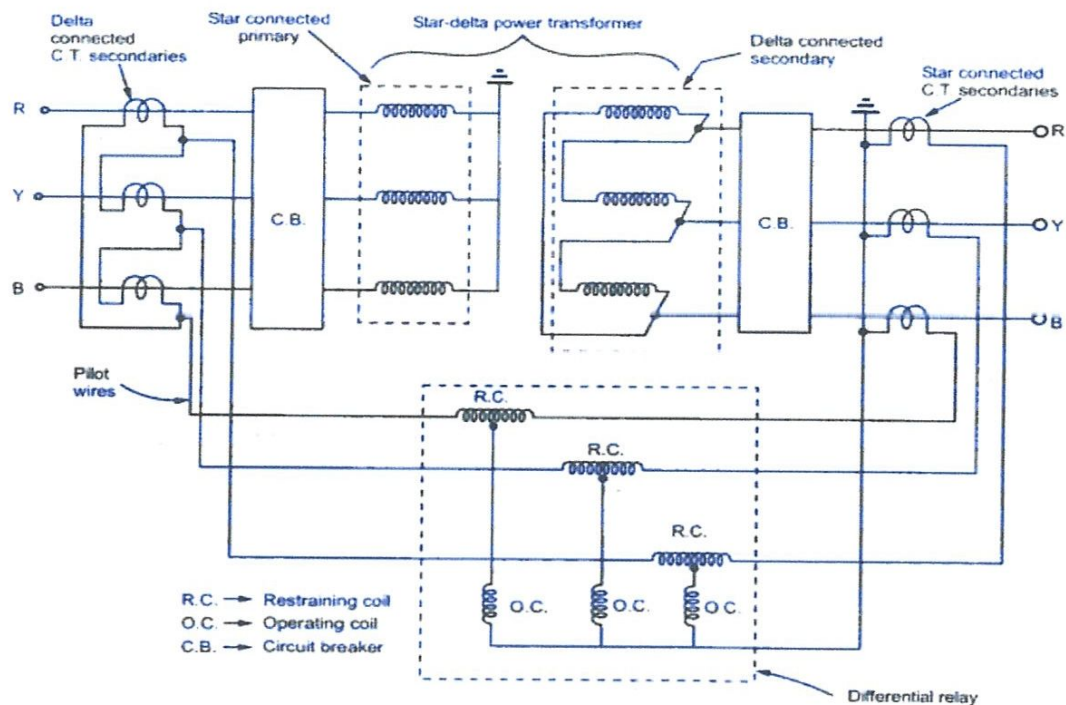 Delta
connected
C.T. secondaries
Star connected
primary
Star-delta power transformer
Delta connected
secondary
Star connected
C.T. secondaries
R
Y
B
C.B.
C.B.
R
Y
B
Pilot
wires
R.C.
R.C.
R.C.
O.C.
O.C.
O.C.
R.C. → Restraining coil
O.C. → Operating coil
C.B. → Circuit breaker
Differential relay